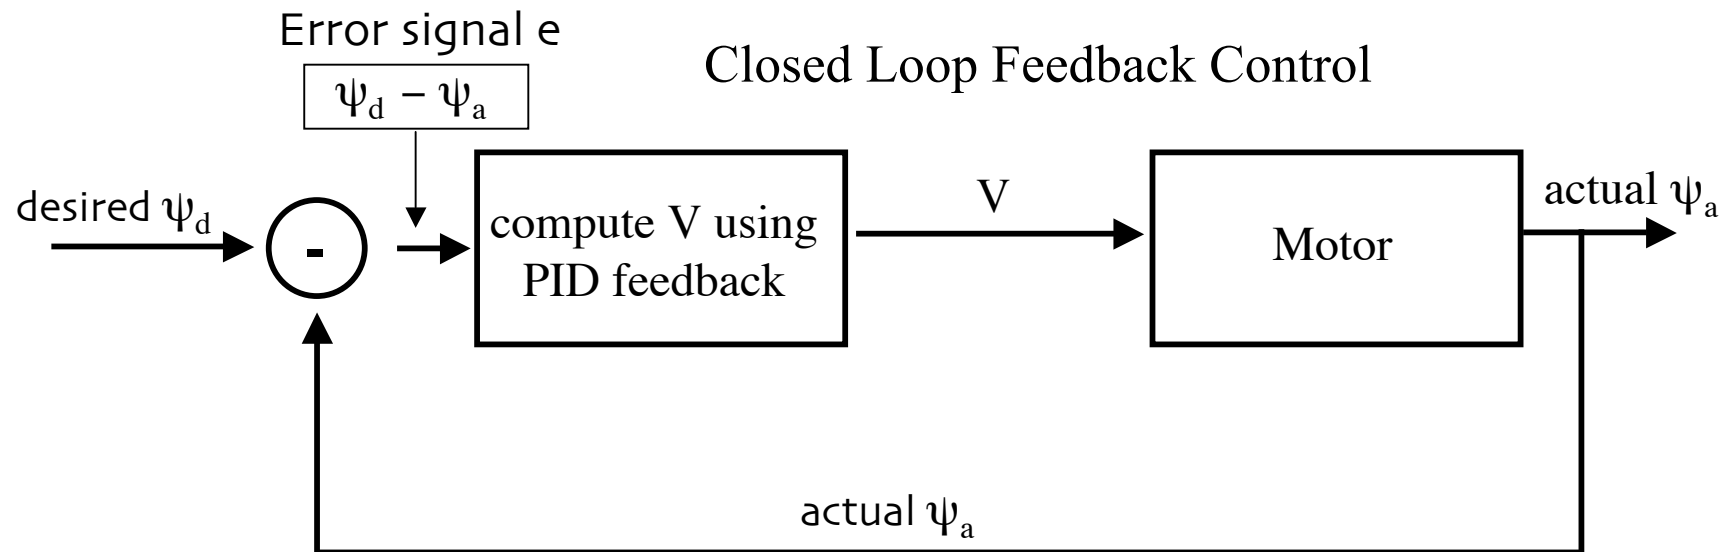 Error signal e
ψd – ψa
Closed Loop Feedback Control
desired ψd
-
compute V using
PID feedback
V
Motor
actual ψa
actual ψa